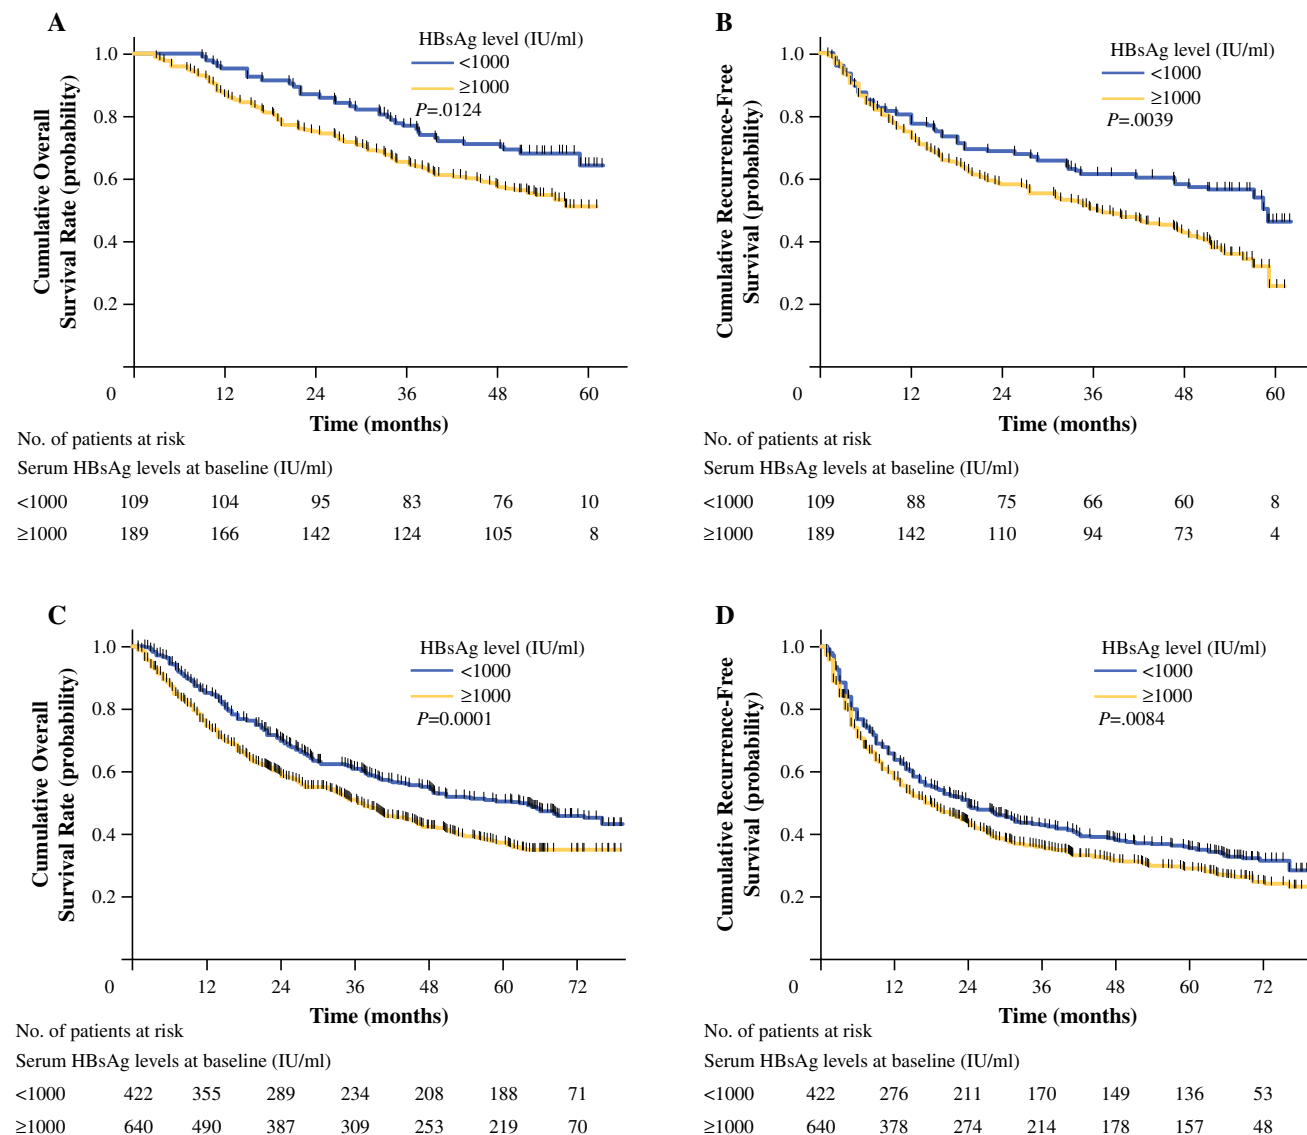 A
HBsAg level (IU/ml)
<1000
≥1000
P=.0124
Cumulative Overall
Survival Rate (probability)
1.0
0.8
0.6
0.4
0.2
0 12 24 36 48 60
Time (months)
No. of patients at risk
Serum HBsAg levels at baseline (IU/ml)
<1000 109 104 95 83 76 10
≥1000 189 166 142 124 105 8
B
HBsAg level (IU/ml)
<1000
≥1000
P=.0039
Cumulative Recurrence-Free
Survival (probability)
1.0
0.8
0.6
0.4
0.2
0 12 24 36 48 60
Time (months)
No. of patients at risk
Serum HBsAg levels at baseline (IU/ml)
<1000 109 88 75 66 60 8
≥1000 189 142 110 94 73 4
C
HBsAg level (IU/ml)
<1000
≥1000
P=0.0001
Cumulative Overall
Survival Rate (probability)
1.0
0.8
0.6
0.4
0.2
0 12 24 36 48 60 72
Time (months)
No. of patients at risk
Serum HBsAg levels at baseline (IU/ml)
<1000 422 355 289 234 208 188 71
≥1000 640 490 387 309 253 219 70
D
HBsAg level (IU/ml)
<1000
≥1000
P=.0084
Cumulative Recurrence-Free
Survival (probability)
1.0
0.8
0.6
0.4
0.2
0 12 24 36 48 60 72
Time (months)
No. of patients at risk
Serum HBsAg levels at baseline (IU/ml)
<1000 422 276 211 170 149 136 53
≥1000 640 378 274 214 178 157 48